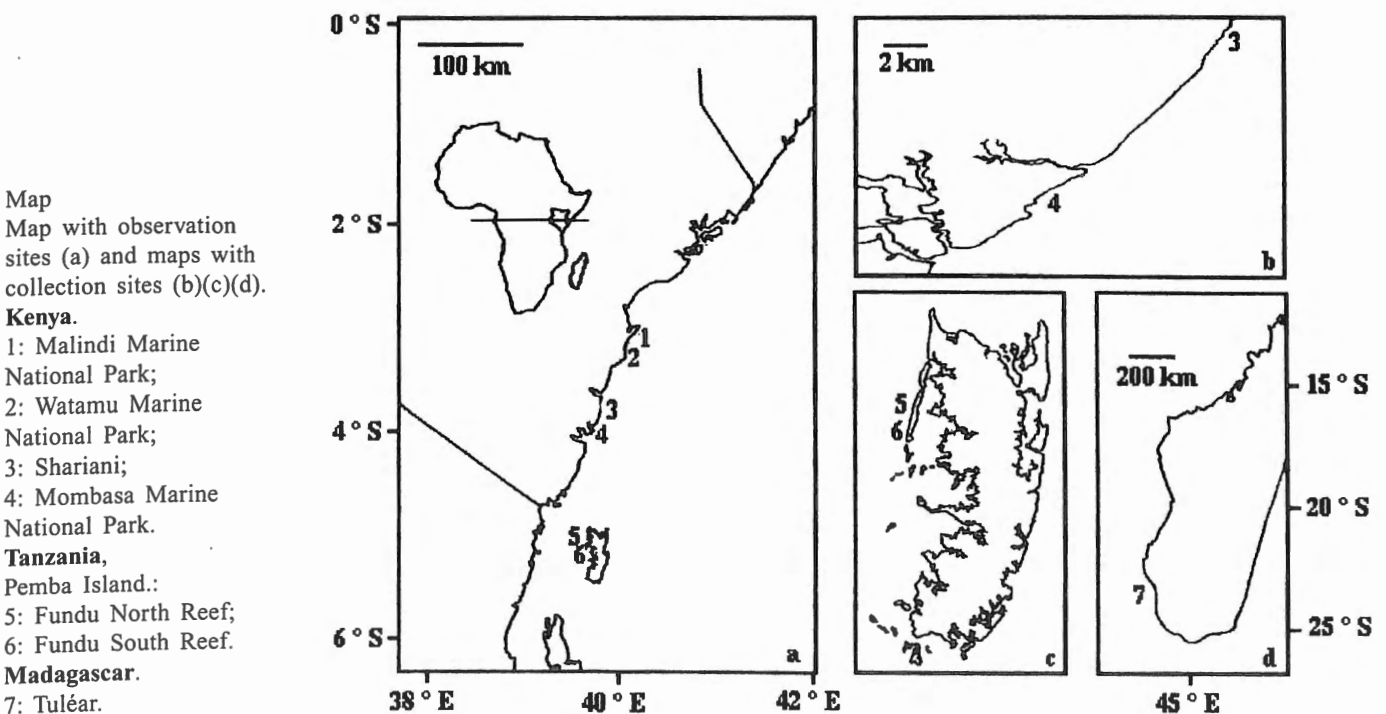 Map
Map with observation
sites (a) and maps with
collection sites (b)(c)(d).
Kenya.
1: Malindi Marine
National Park;
2: Watamu Marine
National Park;
3: Shariani;
4: Mombasa Marine
National Park.
Tanzania,
Pemba Island.:
5: Fundu North Reef;
6: Fundu South Reef.
Madagascar.
7: Tuléar.
0° S
100 km
2° S
1
2
3
4° S
4
5
6
6° S
a
38° E
40° E
42° E
2 km
3
4
b
5
6
c
200 km
15° S
20° S
7
25° S
d
45° E